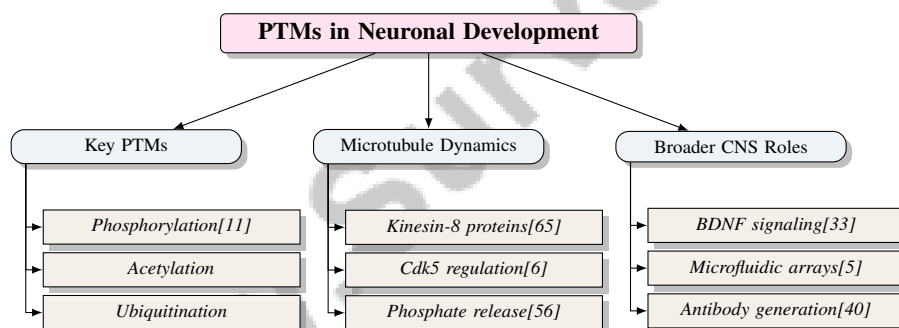 PTMs in Neuronal Development
Key PTMs
Microtubule Dynamics
Broader CNS Roles
Phosphorylation[11]
Acetylation
Ubiquitination
Kinesin-8 proteins[65]
Cdk5 regulation[6]
Phosphate release[56]
BDNF signaling[33]
Microfluidic arrays[5]
Antibody generation[40]